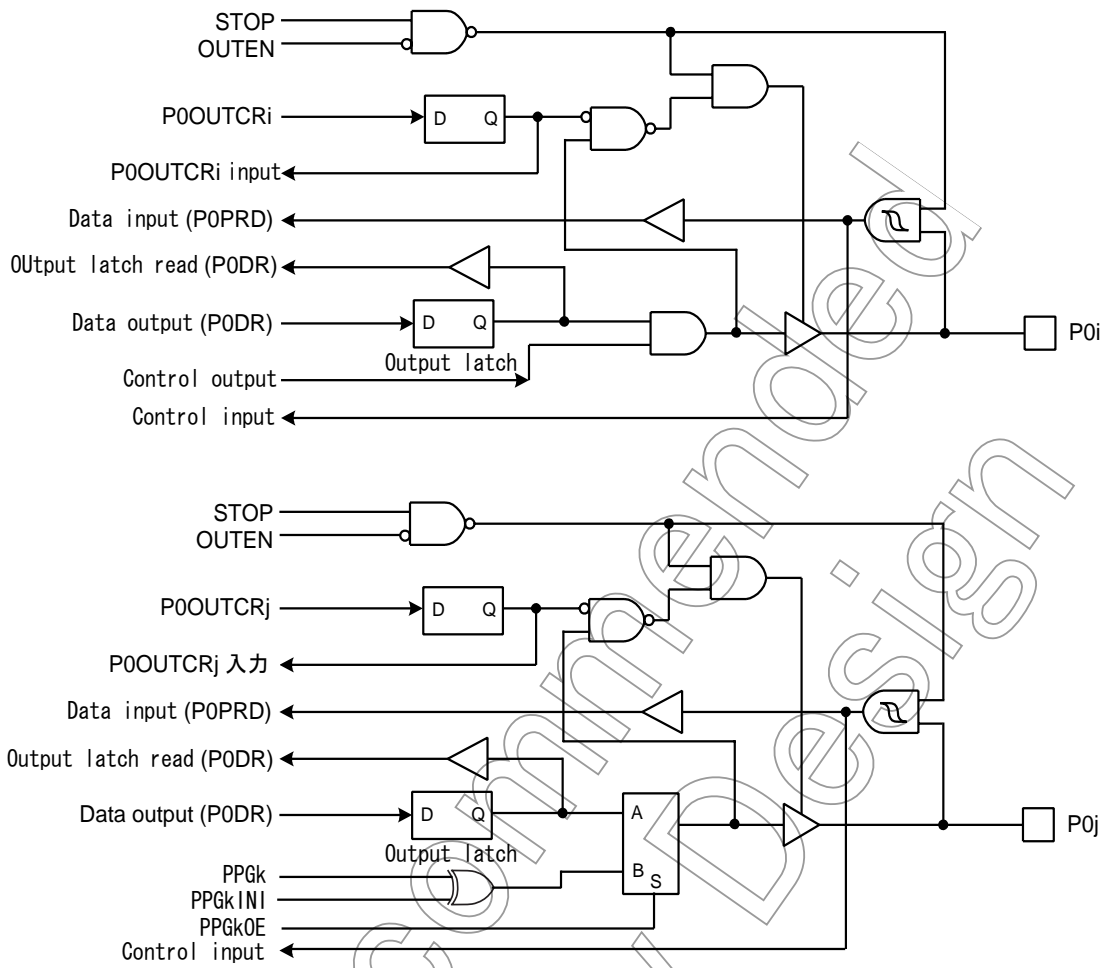 STOP
OUTEN
P0OUTCRi
D Q
P0OUTCRi input
Data input (P0PRD)
OUtput latch read (P0DR)
Data output (P0DR)
D Q
Output latch
P0i
Control output
Control input
STOP
OUTEN
P0OUTCRj
D Q
P0OUTCRj 入力
Data input (P0PRD)
Output latch read (P0DR)
Data output (P0DR)
D Q
A
P0j
Output latch
PPGk
B
S
PPGkINI
PPGkOE
Control input
commended
Design